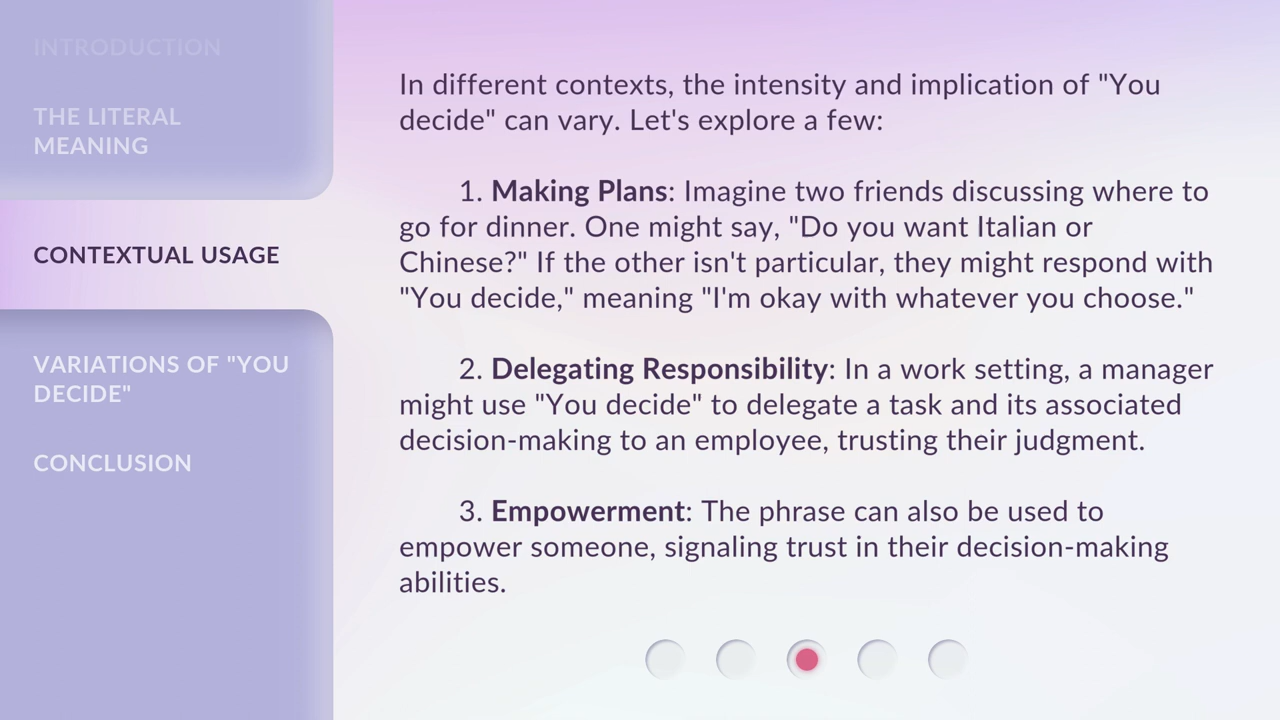 INTRODUCTION
THE LITERAL
MEANING
CONTEXTUAL USAGE
VARIATIONS OF "YOU
DECIDE"
CONCLUSION
In different contexts, the intensity and implication of "You
decide" can vary. Let's explore a few:
1. Making Plans: Imagine two friends discussing where to
go for dinner. One might say, "Do you want Italian or
Chinese?" If the other isn't particular, they might respond with
"You decide," meaning "I'm okay with whatever you choose."
2. Delegating Responsibility: In a work setting, a manager
might use "You decide" to delegate a task and its associated
decision-making to an employee, trusting their judgment.
3. Empowerment: The phrase can also be used to
empower someone, signaling trust in their decision-making
abilities.